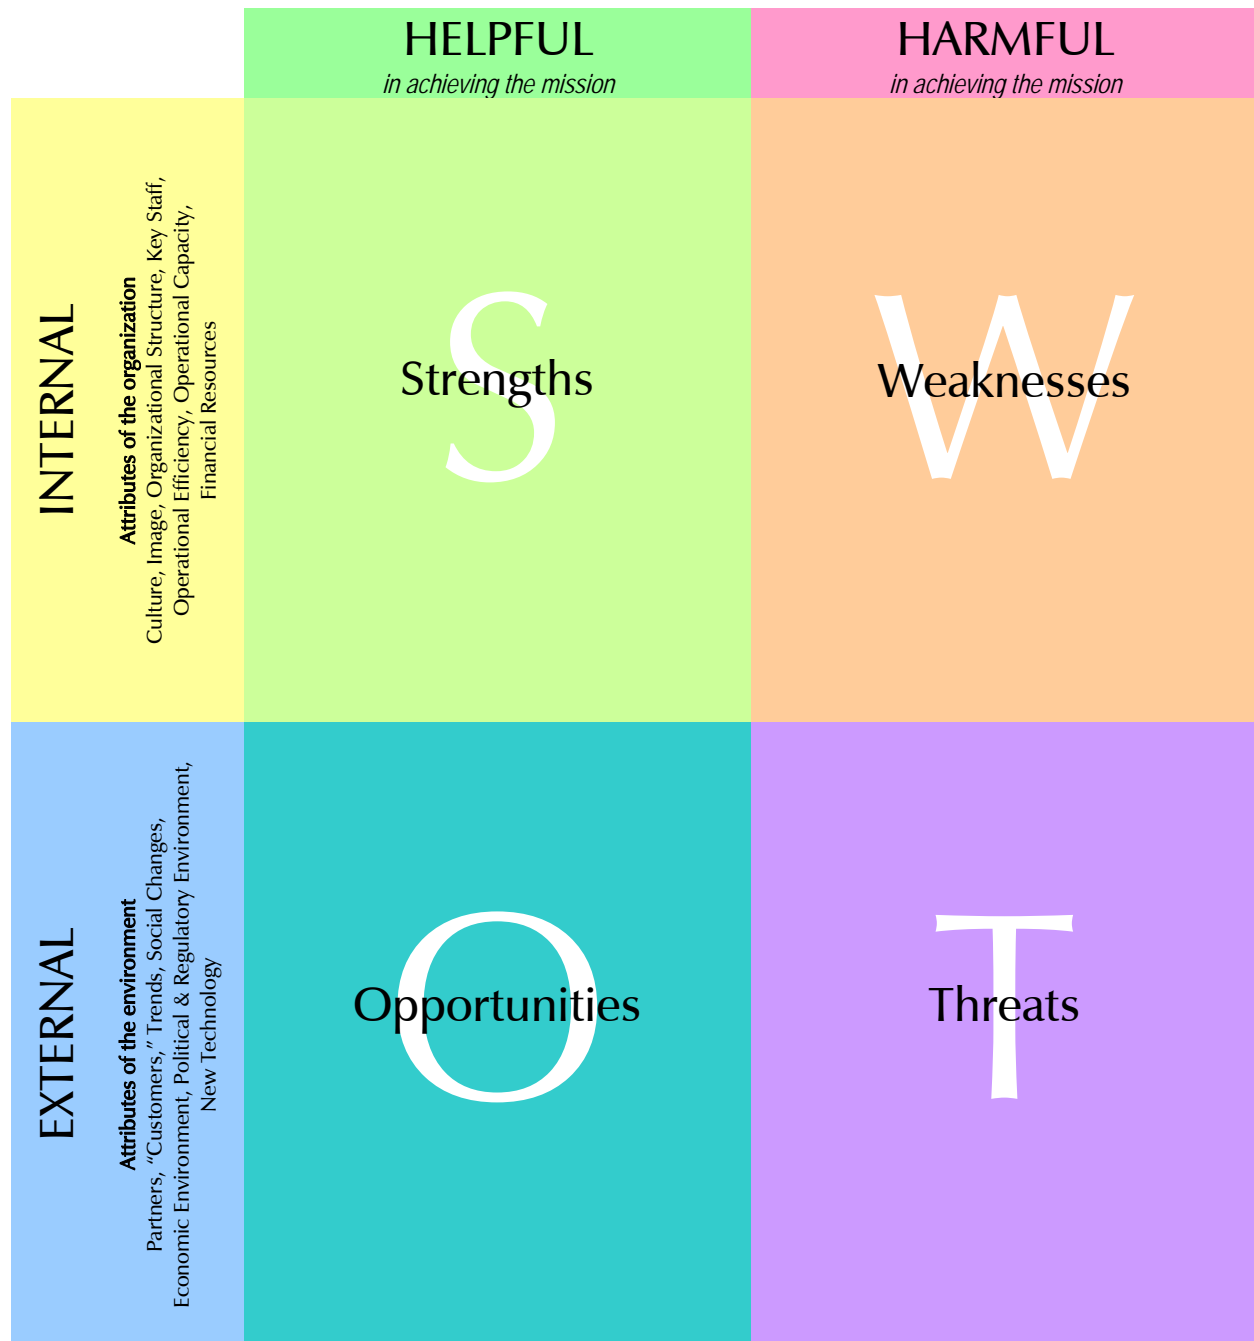 HELPFUL
in achieving the mission
HARMFUL
in achieving the mission
INTERNAL
Attributes of the organization
Culture, Image, Organizational Structure, Key Staff,
Operational Efficiency, Operational Capacity,
Financial Resources
S
Strengths
W
Weaknesses
EXTERNAL
Attributes of the environment
Partners, “Customers,” Trends, Social Changes,
Economic Environment, Political & Regulatory Environment,
New Technology
O
Opportunities
T
Threats